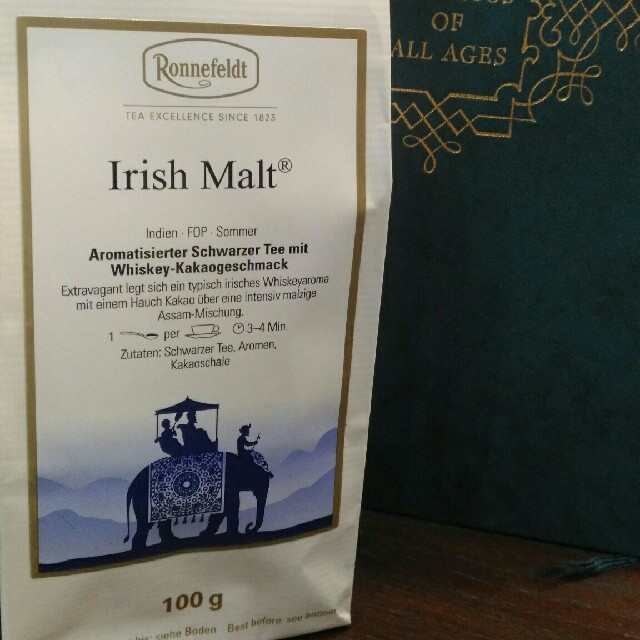 Ronnefeldt
TEA EXCELLENCE SINCE 1823
Irish Malt®
Indien · FOP · Sommer
Aromatisierter Schwarzer Tee mit
Whiskey-Kakaogeschmack
Extravagant legt sich ein typisch irisches Whiskeyaroma
mit einem Hauch Kakao über eine intensiv malzige
Assam-Mischung.
1 per 3–4 Min.
Zutaten: Schwarzer Tee, Aromen,
Kakaoschale
100 g
siehe Boden Best before: see bottom
OF
ALL AGES